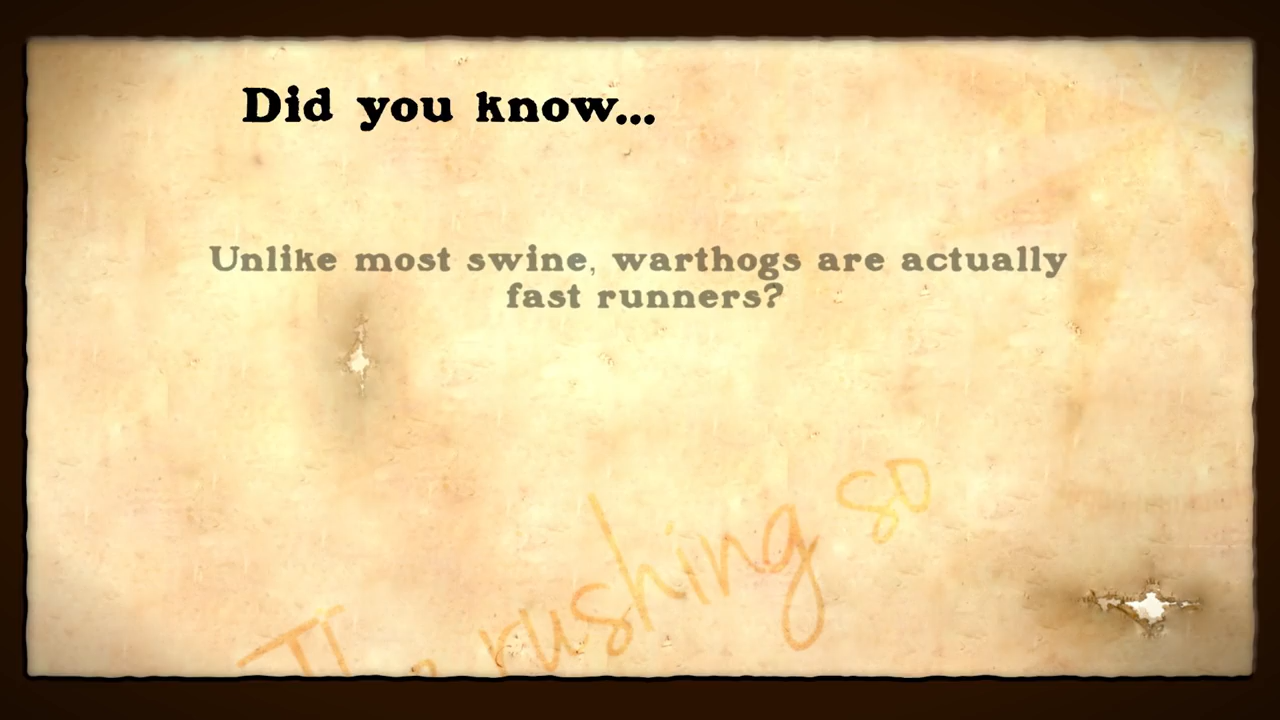 Did you know...
Unlike most swine, warthogs are actually
fast runners?
rushing so